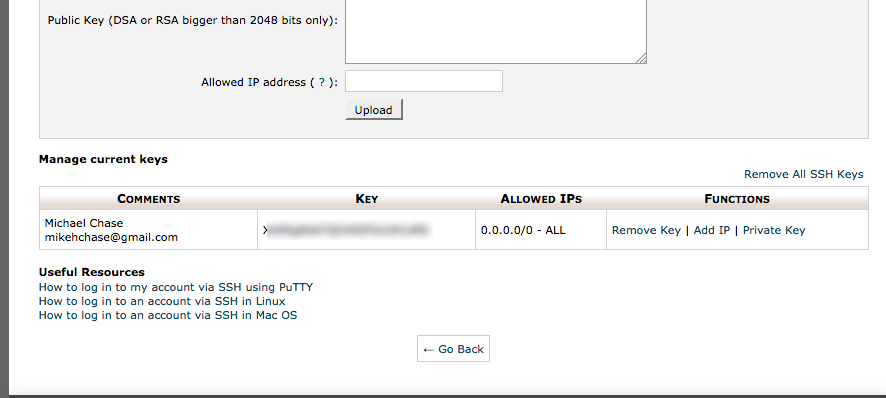 Public Key (DSA or RSA bigger than 2048 bits only):
Allowed IP address ( ? ):
Upload
Manage current keys
Remove All SSH Keys
COMMENTS KEY ALLOWED IPS FUNCTIONS
Michael Chase
mikehchase@gmail.com
0.0.0.0/0 - ALL
Remove Key | Add IP | Private Key
Useful Resources
How to log in to my account via SSH using PuTTY
How to log in to an account via SSH in Linux
How to log in to an account via SSH in Mac OS
← Go Back